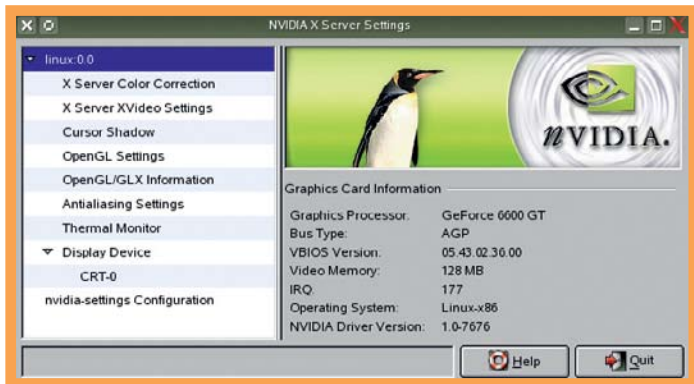 NVIDIA X Server Settings
linux:0.0
X Server Color Correction
X Server XVideo Settings
Cursor Shadow
OpenGL Settings
OpenGL/GLX Information
Antialiasing Settings
Thermal Monitor
Display Device
CRT-0
nvidia-settings Configuration
nVIDIA.
Graphics Card Information
Graphics Processor: GeForce 6600 GT
Bus Type: AGP
VBIOS Version: 05.43.02.36.00
Video Memory: 128 MB
IRQ: 177
Operating System: Linux-x86
NVIDIA Driver Version: 1.0-7676
Help
Quit